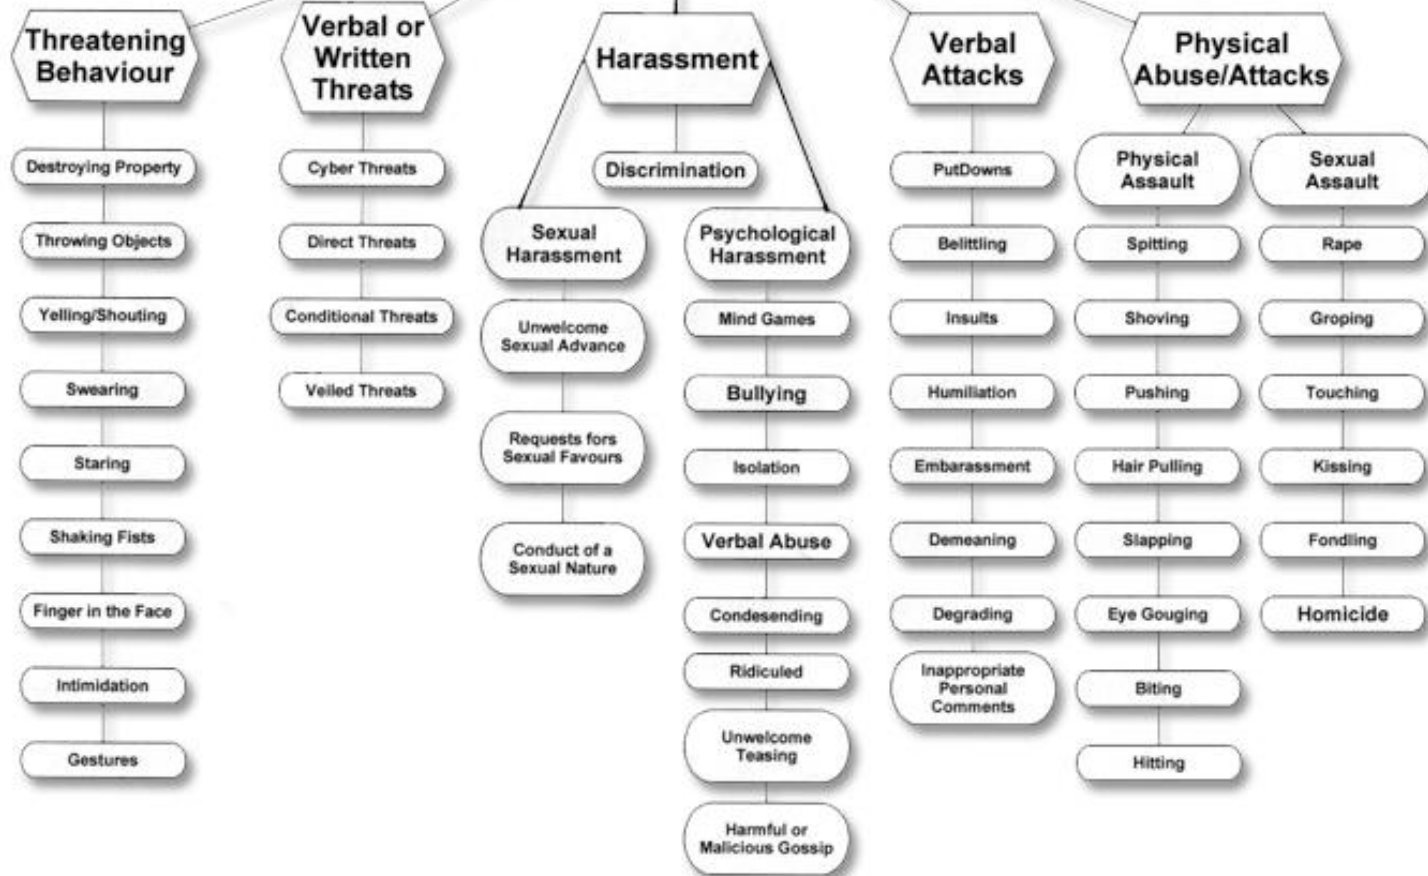 Threatening
Behaviour
Destroying Property
Throwing Objects
Yelling/Shouting
Swearing
Staring
Shaking Fists
Finger in the Face
Intimidation
Gestures
Verbal or
Written
Threats
Cyber Threats
Direct Threats
Conditional Threats
Veiled Threats
Harassment
Discrimination
Sexual
Harassment
Unwelcome
Sexual Advance
Requests fors
Sexual Favours
Conduct of a
Sexual Nature
Psychological
Harassment
Mind Games
Bullying
Isolation
Verbal Abuse
Condesending
Ridiculed
Unwelcome
Teasing
Harmful or
Malicious Gossip
Verbal
Attacks
PutDowns
Belittling
Insults
Humiliation
Embarassment
Demeaning
Degrading
Inappropriate
Personal
Comments
Physical
Abuse/Attacks
Physical
Assault
Spitting
Shoving
Pushing
Hair Pulling
Slapping
Eye Gouging
Biting
Hitting
Sexual
Assault
Rape
Groping
Touching
Kissing
Fondling
Homicide